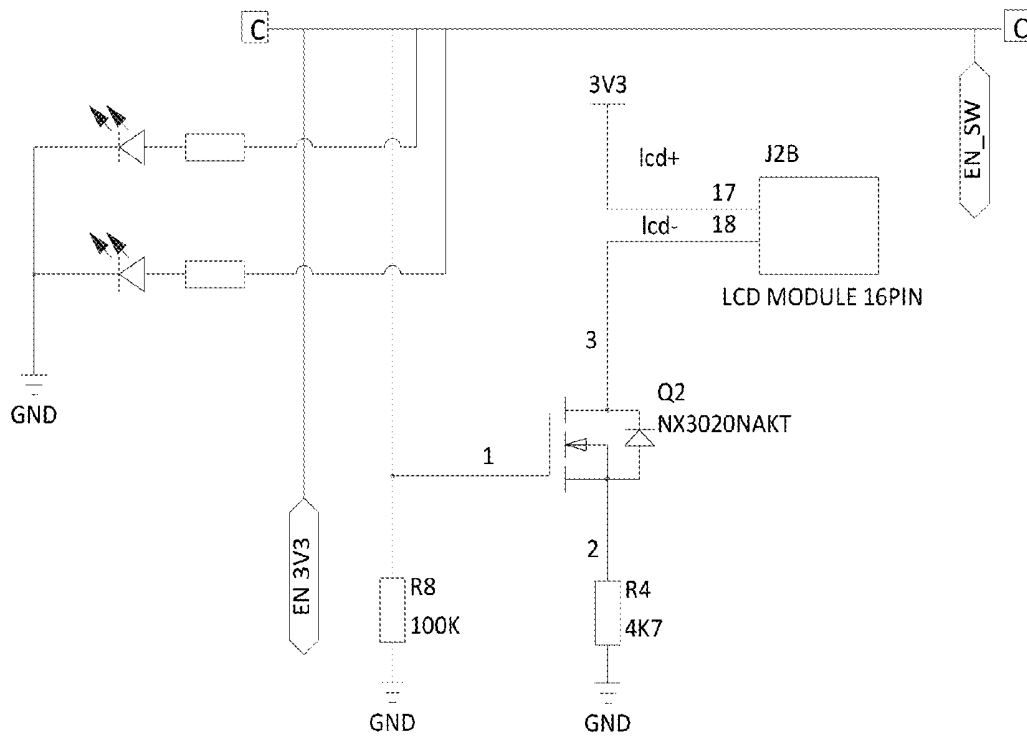 C
C
3V3
EN_SW
lcd+
J2B
17
lcd-
18
LCD MODULE 16PIN
GND
3
Q2
NX3020NAKT
1
EN 3V3
2
R8
100K
R4
4K7
GND
GND